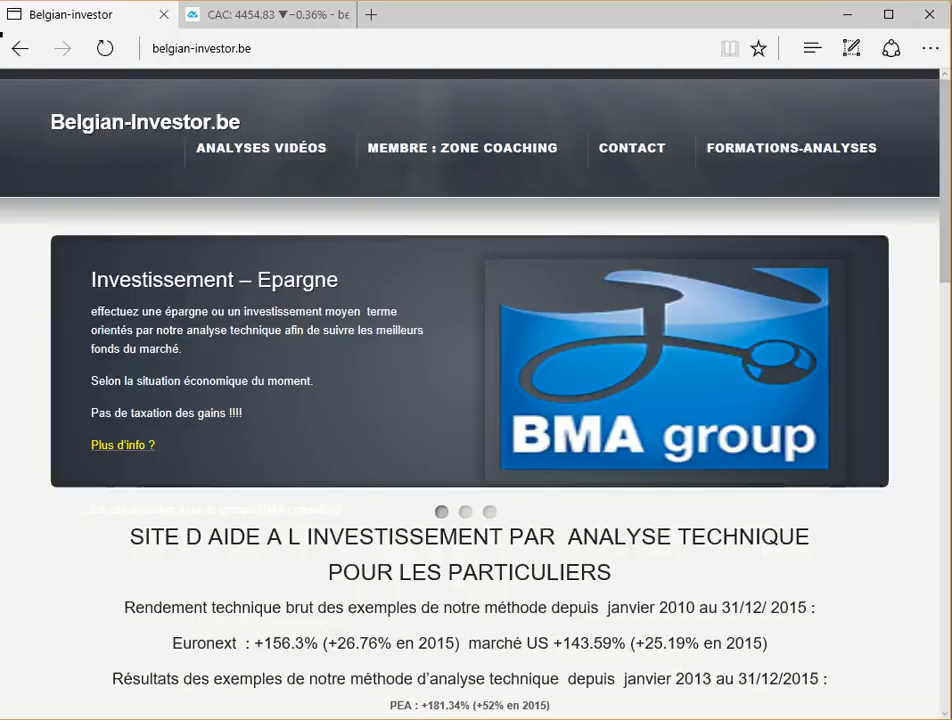 Belgian-investor
CAC: 4454.83 ▼−0.36% - be
belgian-investor.be
Belgian-Investor.be
ANALYSES VIDÉOS
MEMBRE : ZONE COACHING
CONTACT
FORMATIONS-ANALYSES
Investissement – Epargne
effectuez une épargne ou un investissement moyen terme
orientés par notre analyse technique afin de suivre les meilleurs
fonds du marché.
Selon la situation économique du moment.
Pas de taxation des gains !!!!
Plus d'info ?
BMA group
En collaboration avec le groupe BMA consulting
SITE D AIDE A L INVESTISSEMENT PAR ANALYSE TECHNIQUE
POUR LES PARTICULIERS
Rendement technique brut des exemples de notre méthode depuis janvier 2010 au 31/12/ 2015 :
Euronext : +156.3% (+26.76% en 2015) marché US +143.59% (+25.19% en 2015)
Résultats des exemples de notre méthode d'analyse technique depuis janvier 2013 au 31/12/2015 :
PEA : +181.34% (+52% en 2015)